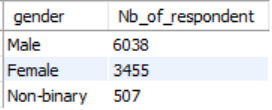 gender Nb_of_respondent
Male 6038
Female 3455
Non-binary 507